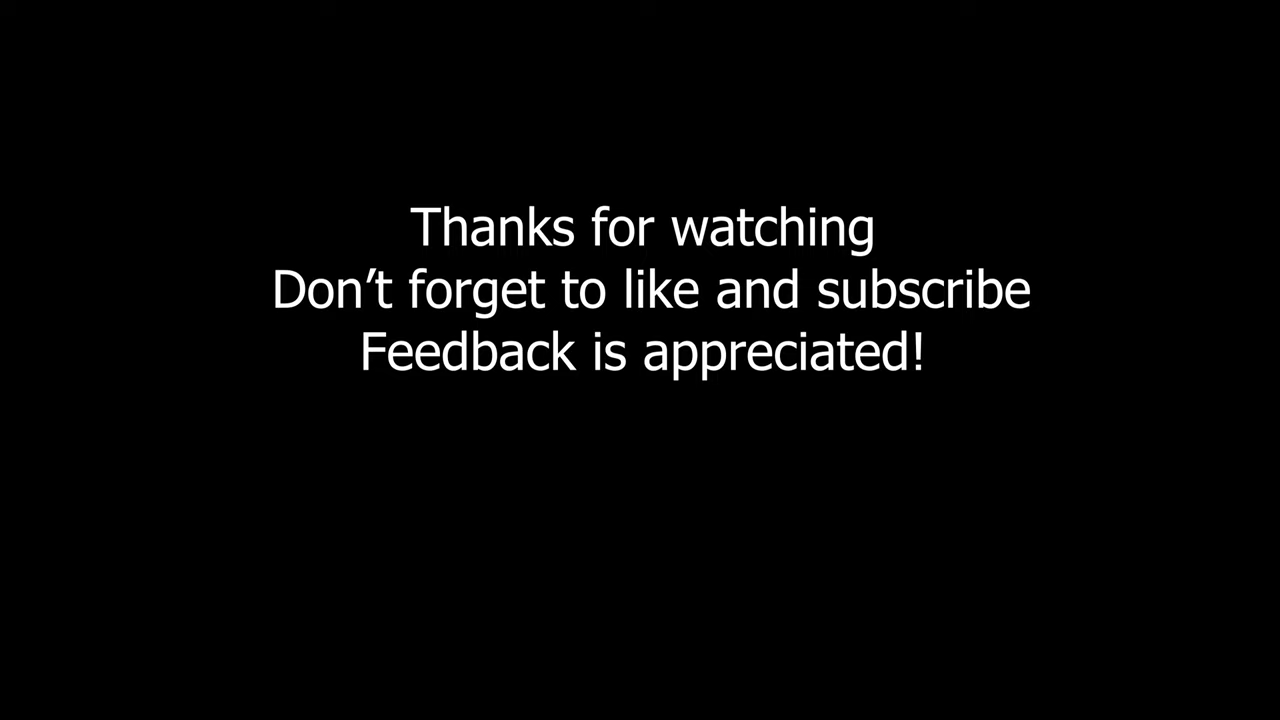 Thanks for watching
Don’t forget to like and subscribe
Feedback is appreciated!